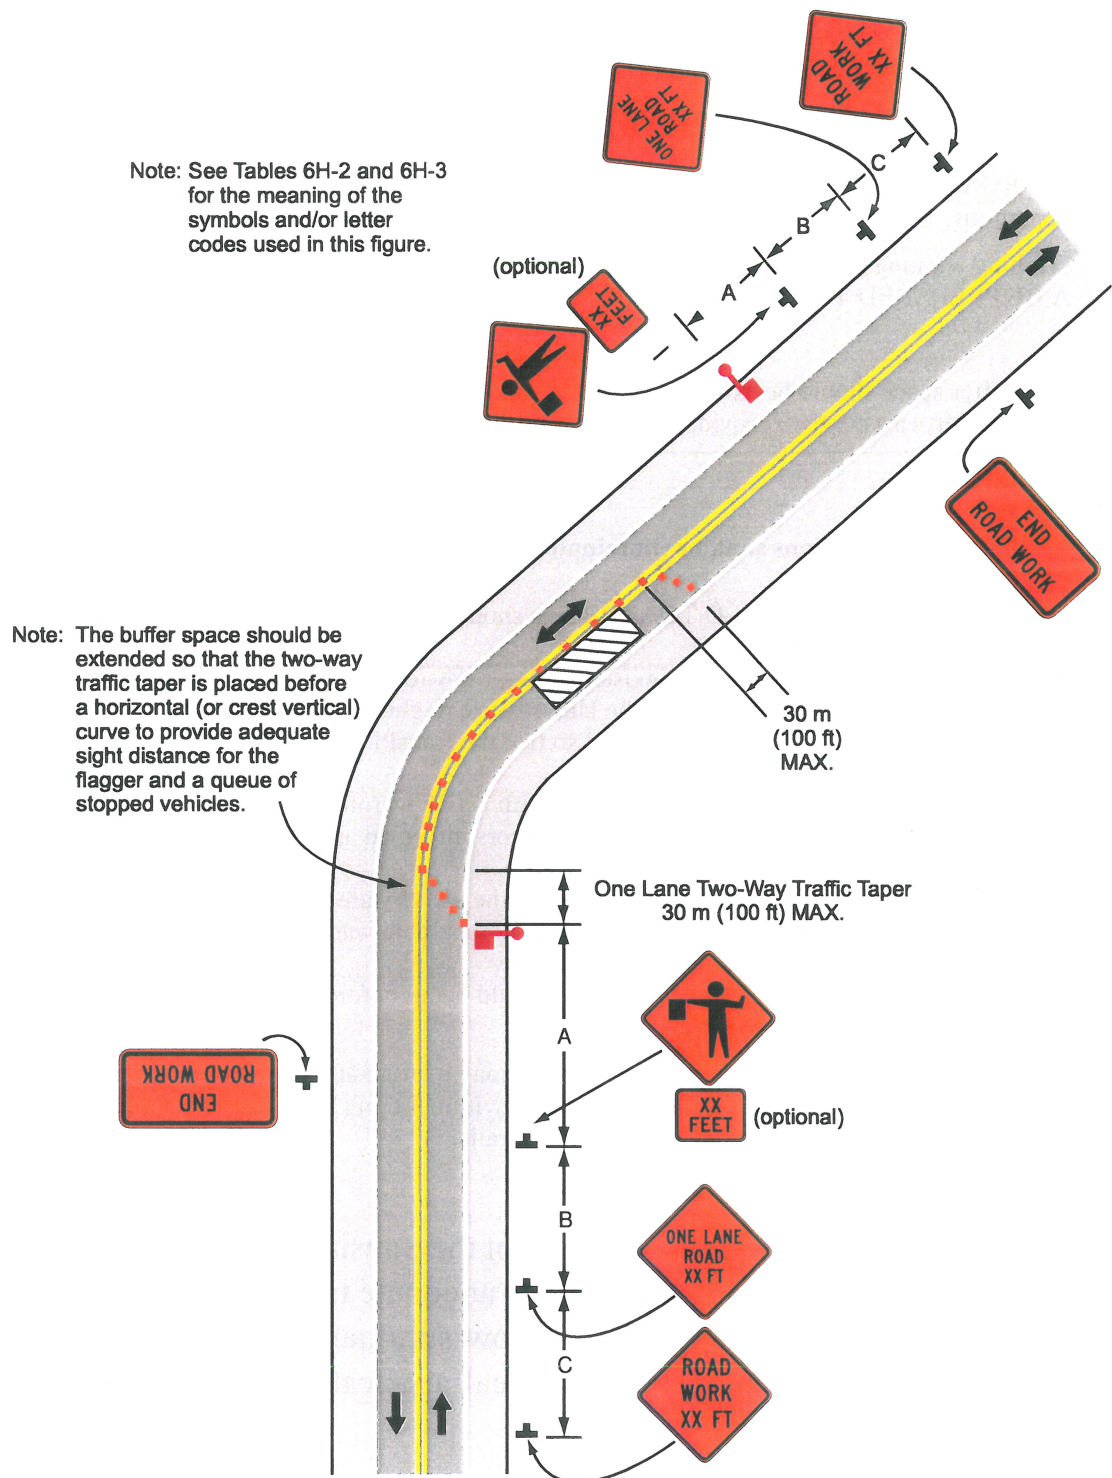 ROAD
WORK
XX FT
ONE LANE
ROAD
XX FT
C
B
A
Note: See Tables 6H-2 and 6H-3
for the meaning of the
symbols and/or letter
codes used in this figure.
(optional)
XX
FEET
END
ROAD WORK
Note: The buffer space should be
extended so that the two-way
traffic taper is placed before
a horizontal (or crest vertical)
curve to provide adequate
sight distance for the
flagger and a queue of
stopped vehicles.
30 m
(100 ft)
MAX.
One Lane Two-Way Traffic Taper
30 m (100 ft) MAX.
A
END
ROAD WORK
XX
FEET
(optional)
B
ONE LANE
ROAD
XX FT
C
ROAD
WORK
XX FT